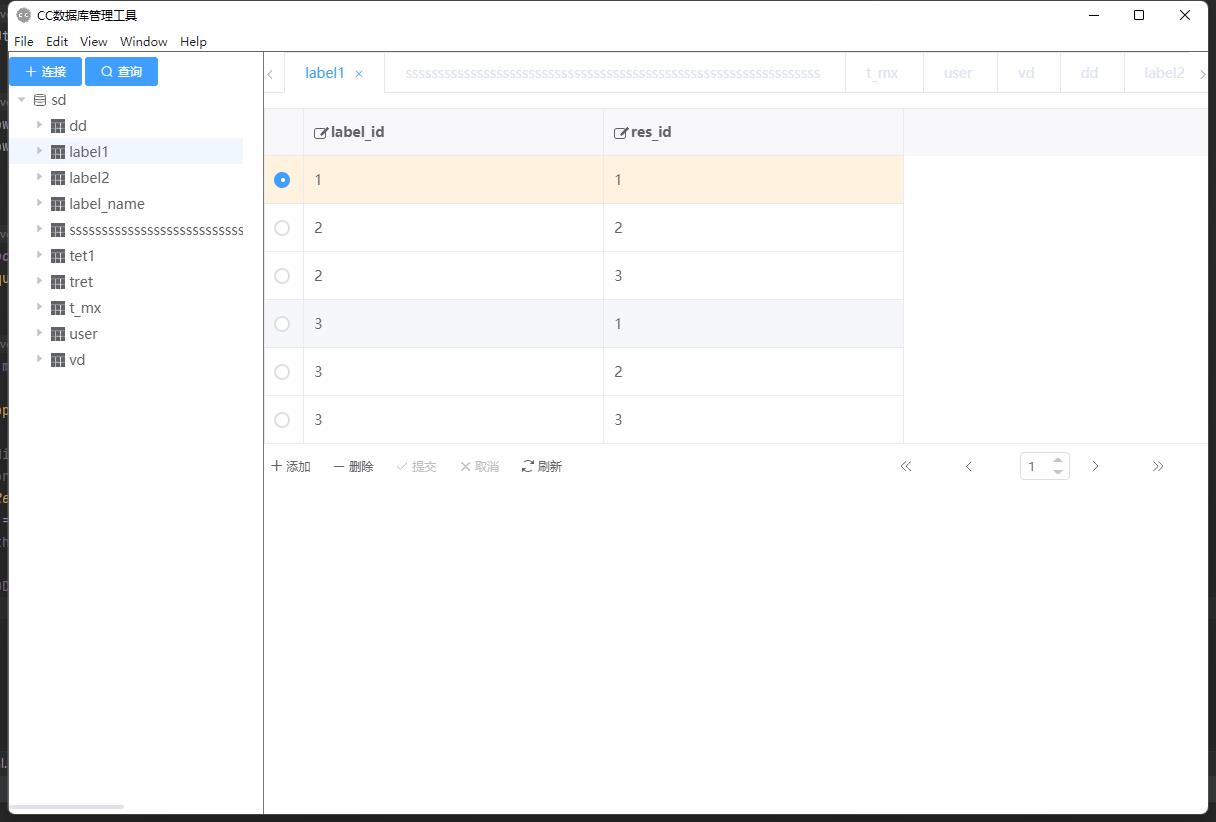 CC数据库管理工具
File Edit View Window Help
连接 查询
label1 ssssssssssssssssssssssssssssssssssssssssssssssssssssssssssssssss t_mx user vd dd label2
sd
dd
label1
label2
label_name
sssssssssssssssssssssssssss
tet1
tret
t_mx
user
vd
label_id res_id
1 1
2 2
2 3
3 1
3 2
3 3
添加 删除 提交 取消 刷新 1